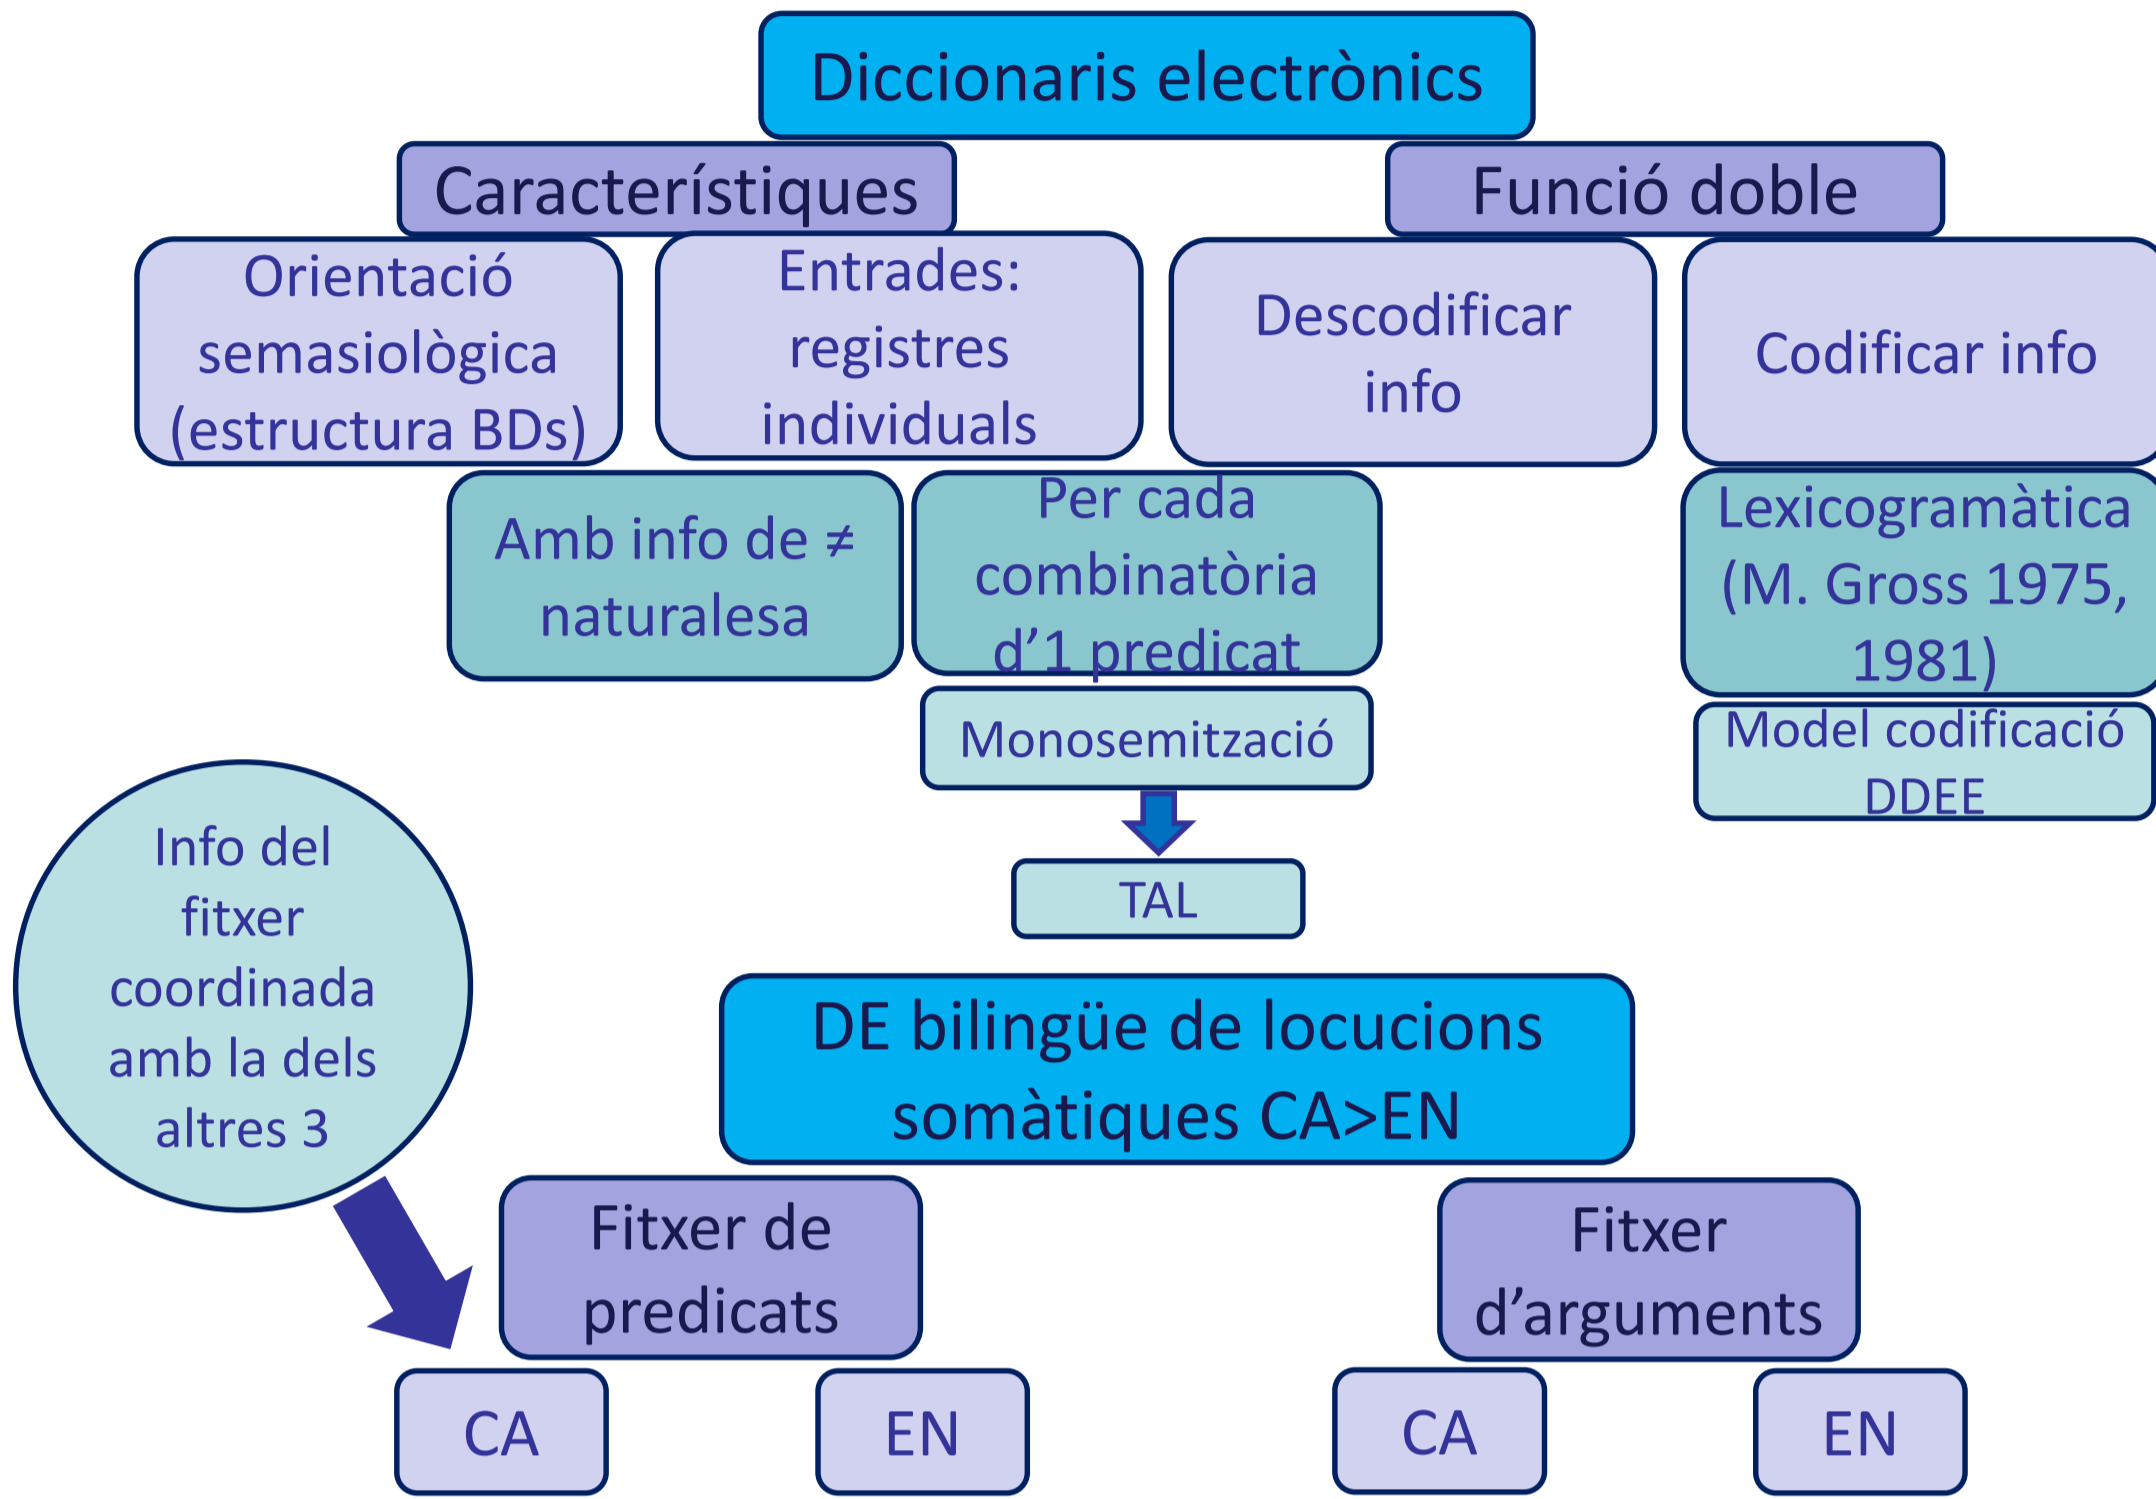 Diccionaris electrònics
Característiques
Funció doble
Orientació
semasiològica
(estructura BDs)
Entrades:
registres
individuals
Descodificar
info
Codificar info
Amb info de ≠
naturalesa
Per cada
combinatòria
d’1 predicat
Lexicogramàtica
(M. Gross 1975,
1981)
Monosemització
Model codificació
DDEE
TAL
Info del
fitxer
coordinada
amb la dels
altres 3
DE bilingüe de locucions
somàtiques CA>EN
Fitxer de
predicats
Fitxer
d’arguments
CA
EN
CA
EN